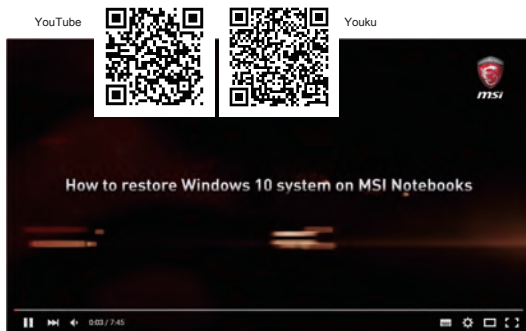 YouTube
Youku
msi
How to restore Windows 10 system on MSI Notebooks
0:03 / 7:45